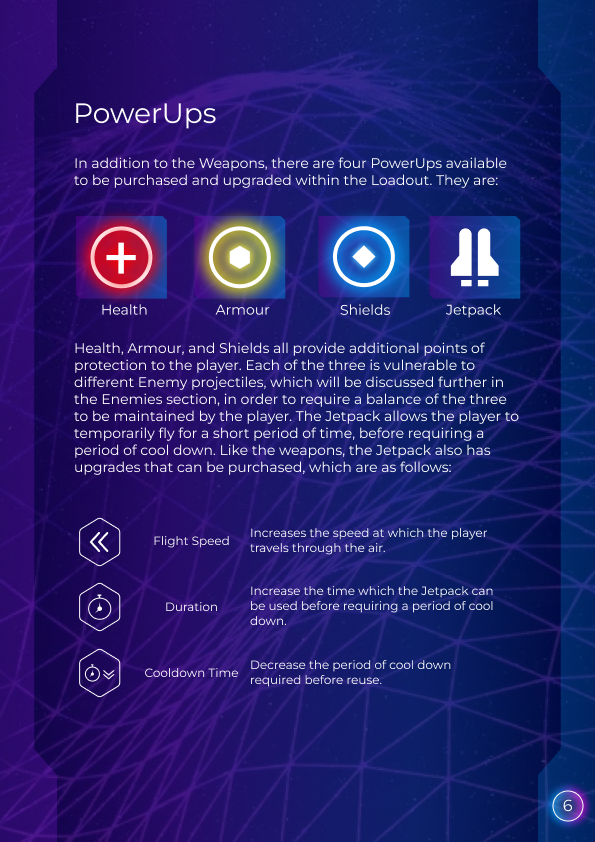 PowerUps
In addition to the Weapons, there are four PowerUps available
to be purchased and upgraded within the Loadout. They are:
Health Armour Shields Jetpack
Health, Armour, and Shields all provide additional points of
protection to the player. Each of the three is vulnerable to
different Enemy projectiles, which will be discussed further in
the Enemies section, in order to require a balance of the three
to be maintained by the player. The Jetpack allows the player to
temporarily fly for a short period of time, before requiring a
period of cool down. Like the weapons, the Jetpack also has
upgrades that can be purchased, which are as follows:
Flight Speed
Increases the speed at which the player
travels through the air.
Duration
Increase the time which the Jetpack can
be used before requiring a period of cool
down.
Cooldown Time
Decrease the period of cool down
required before reuse.
6